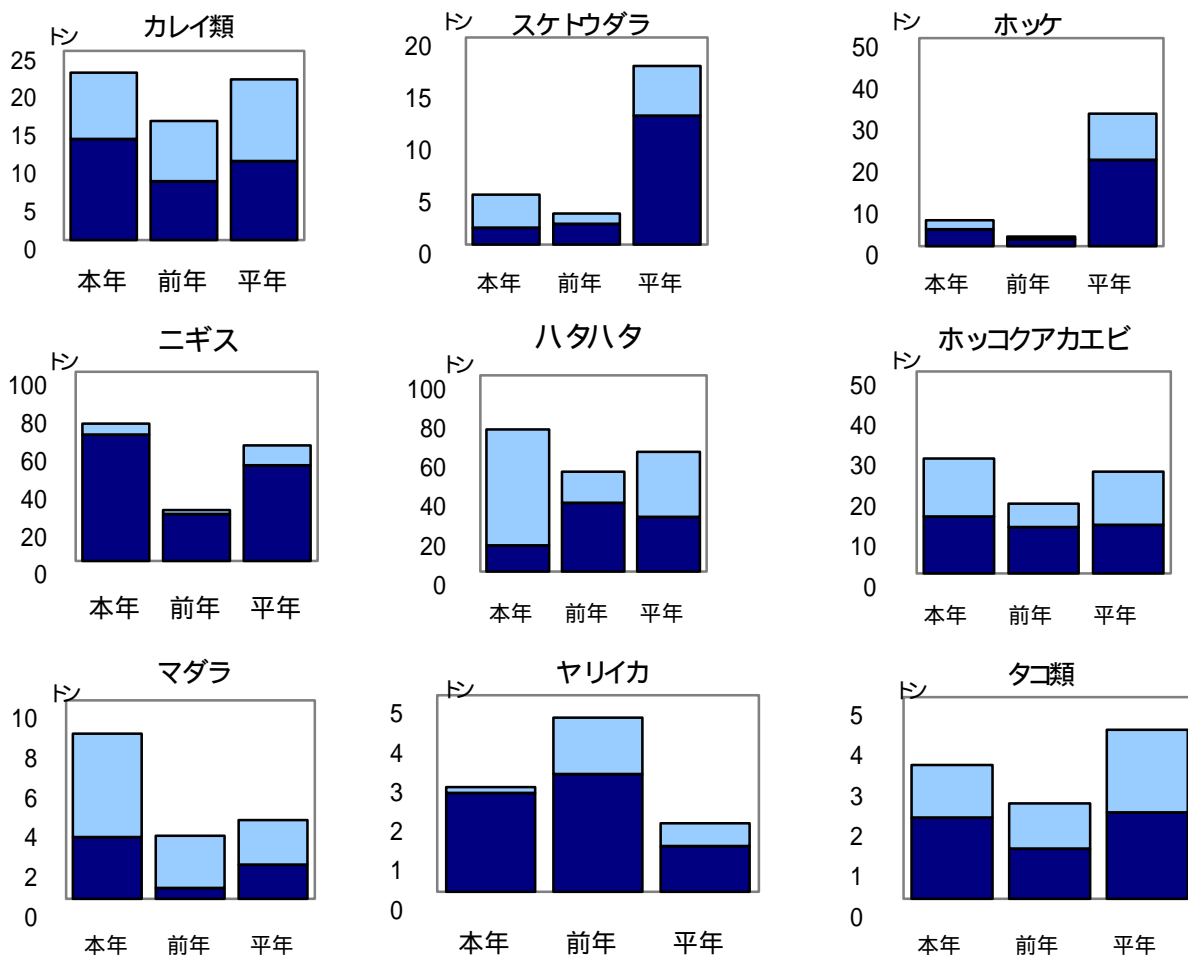 カレイ類
トン
25
20
15
10
5
0
本年 前年 平年
スケトウダラ
トン
20
15
10
5
0
本年 前年 平年
ホッケ
トン
50
40
30
20
10
0
本年 前年 平年
ニギス
トン
100
80
60
40
20
0
本年 前年 平年
ハタハタ
トン
100
80
60
40
20
0
本年 前年 平年
ホッコクアカエビ
トン
50
40
30
20
10
0
本年 前年 平年
マダラ
トン
10
8
6
4
2
0
本年 前年 平年
ヤリイカ
トン
5
4
3
2
1
0
本年 前年 平年
タコ類
トン
5
4
3
2
1
0
本年 前年 平年